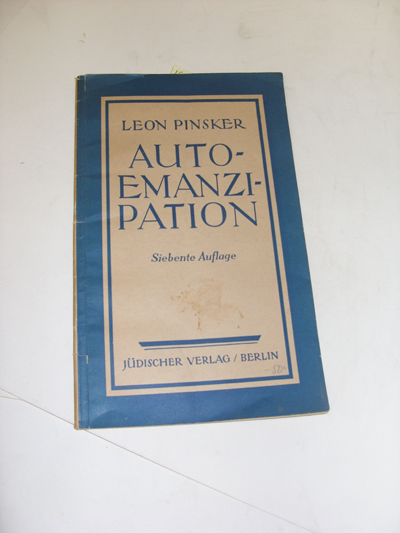 LEON PINSKER
AUTO-
EMANZI-
PATION
Siebente Auflage
JÜDISCHER VERLAG / BERLIN